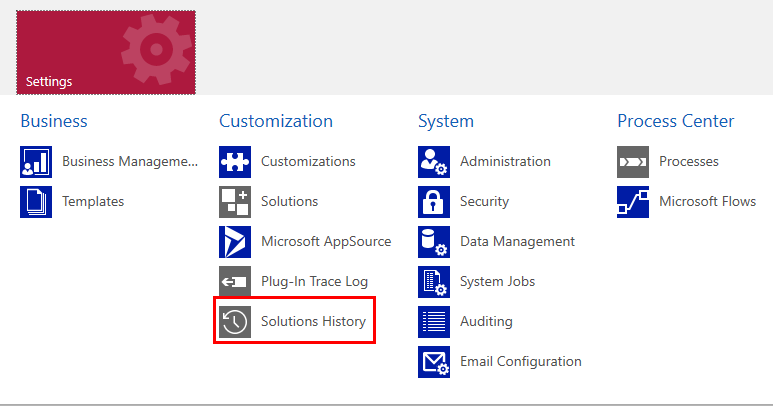 Settings
Business
Business Manageme...
Templates
Customization
Customizations
Solutions
Microsoft AppSource
Plug-In Trace Log
Solutions History
System
Administration
Security
Data Management
System Jobs
Auditing
Email Configuration
Process Center
Processes
Microsoft Flows